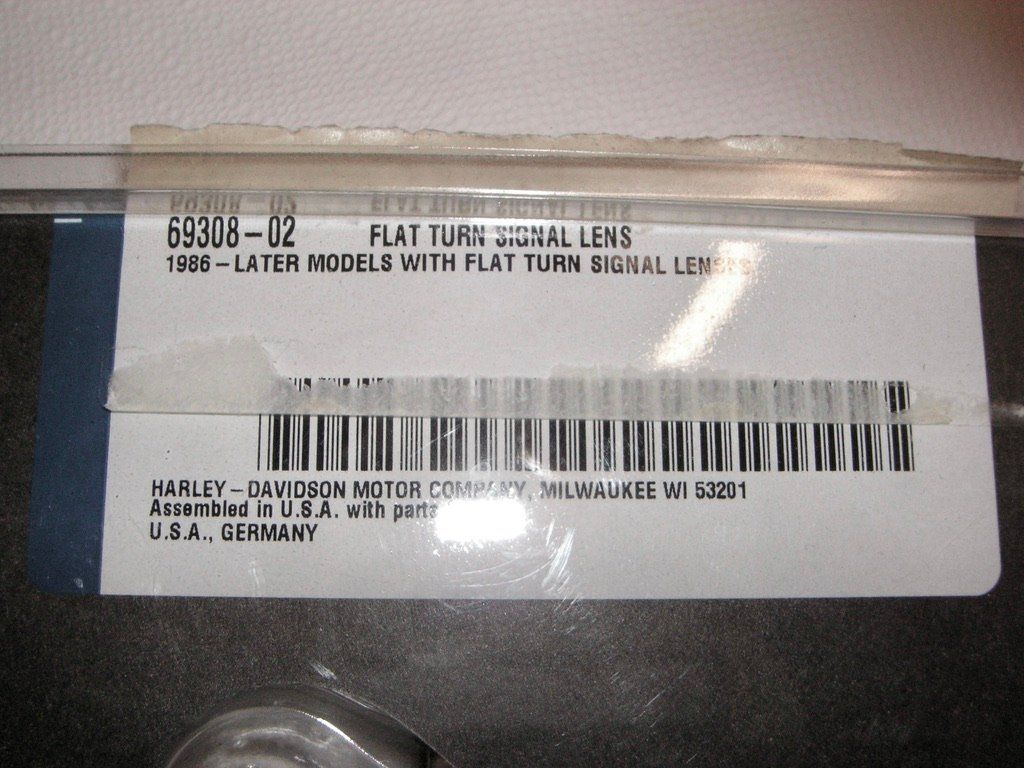 69308-02 FLAT TURN SIGNAL LENS
1986-LATER MODELS WITH FLAT TURN SIGNAL LENSES
HARLEY-DAVIDSON MOTOR COMPANY, MILWAUKEE WI 53201
Assembled in U.S.A. with parts
U.S.A., GERMANY